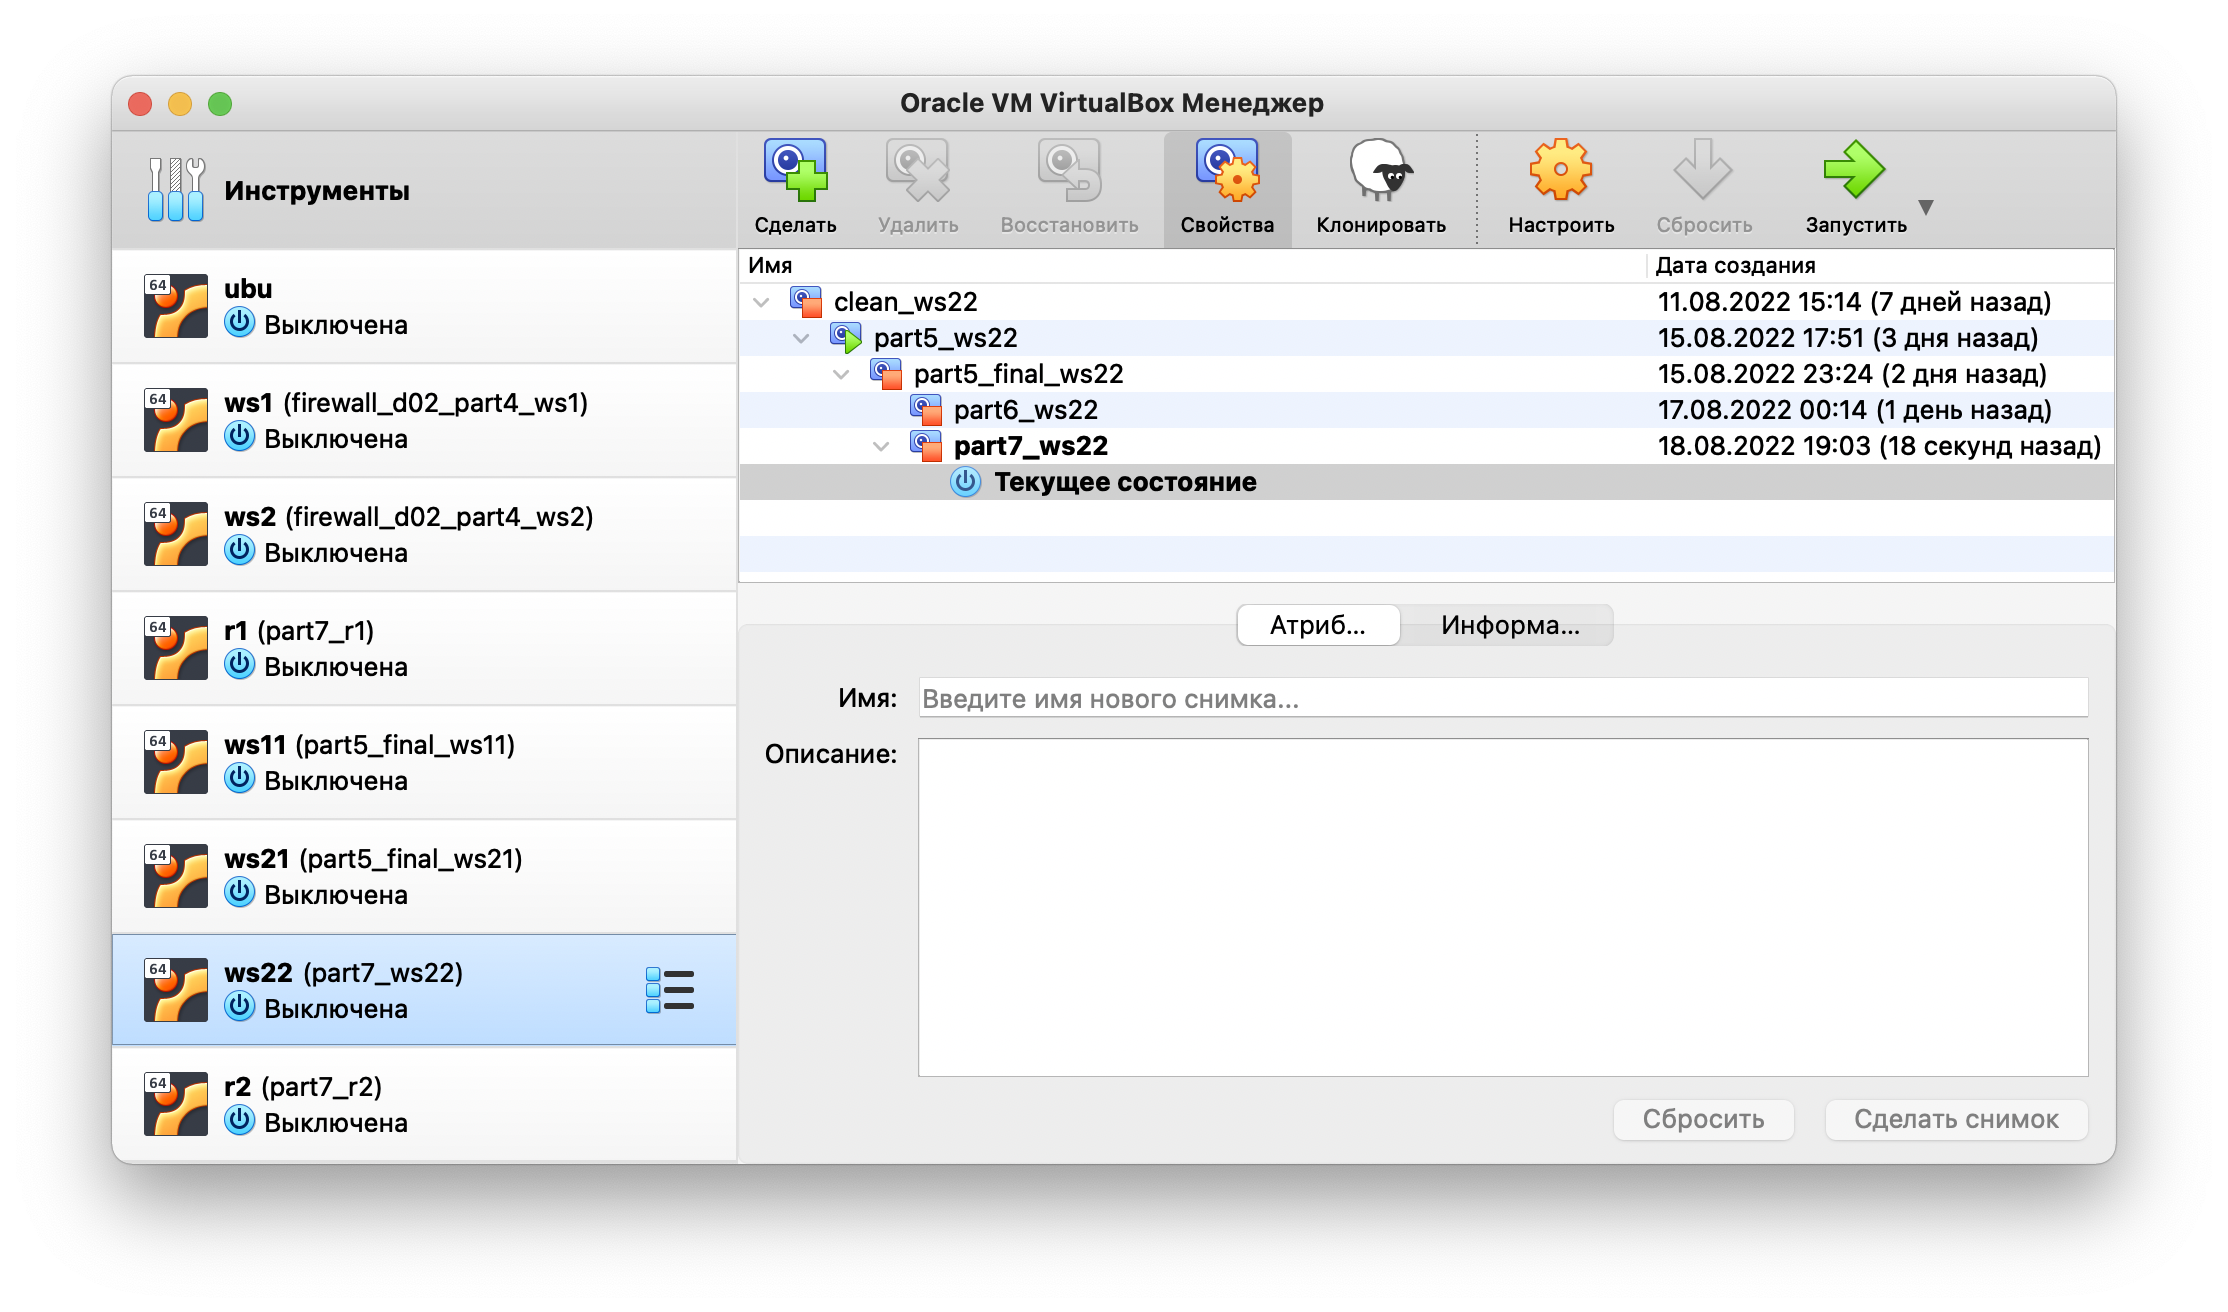 Oracle VM VirtualBox Менеджер
Инструменты
Сделать
Удалить
Восстановить
Свойства
Клонировать
Настроить
Сбросить
Запустить
64
ubu
Выключена
64
ws1 (firewall_d02_part4_ws1)
Выключена
64
ws2 (firewall_d02_part4_ws2)
Выключена
64
r1 (part7_r1)
Выключена
64
ws11 (part5_final_ws11)
Выключена
64
ws21 (part5_final_ws21)
Выключена
64
ws22 (part7_ws22)
Выключена
64
r2 (part7_r2)
Выключена
Имя Дата создания
clean_ws22 11.08.2022 15:14 (7 дней назад)
part5_ws22 15.08.2022 17:51 (3 дня назад)
part5_final_ws22 15.08.2022 23:24 (2 дня назад)
part6_ws22 17.08.2022 00:14 (1 день назад)
part7_ws22 18.08.2022 19:03 (18 секунд назад)
Текущее состояние
Атриб... Информа...
Имя: Введите имя нового снимка...
Описание:
Сбросить Сделать снимок